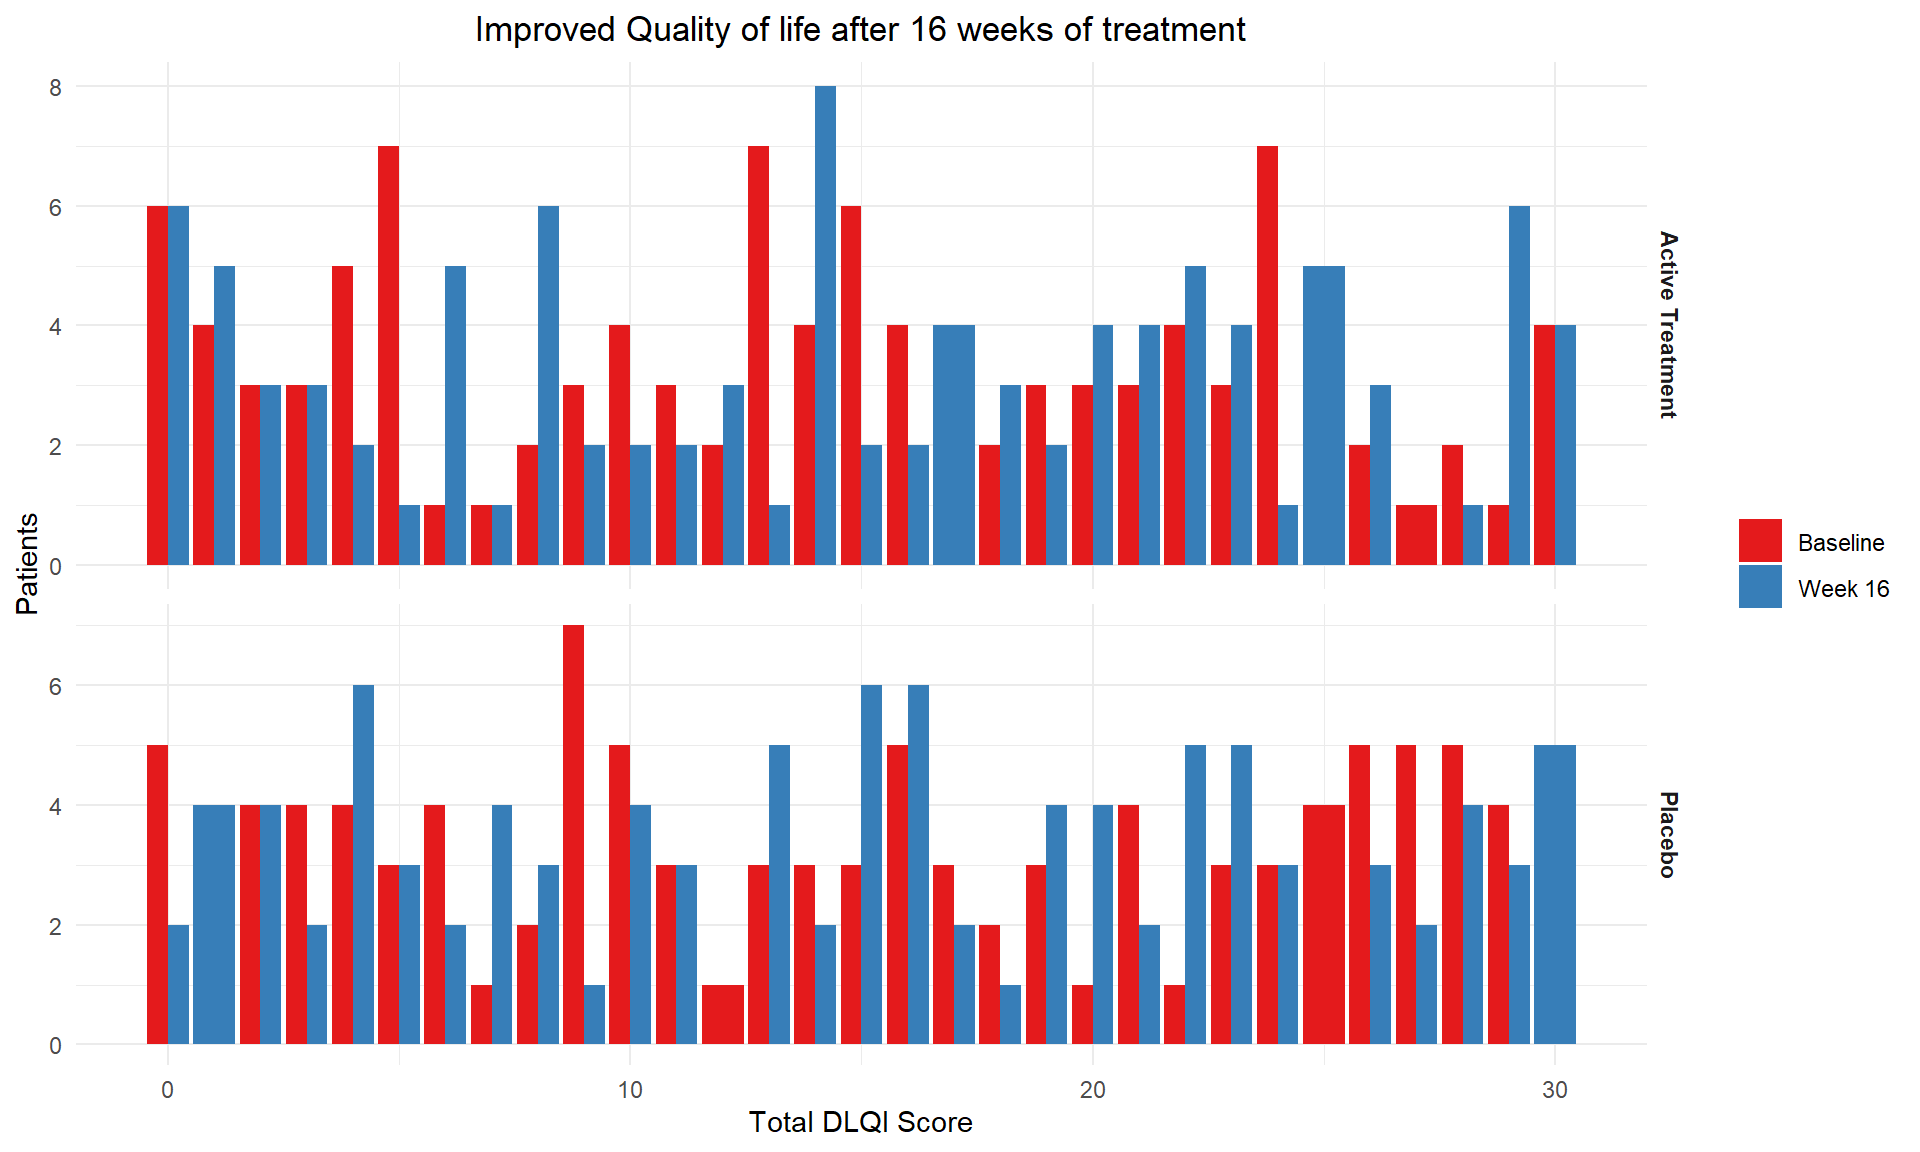 Improved Quality of life after 16 weeks of treatment
8
6
4
2
0
Active Treatment
Patients
Baseline
Week 16
6
4
2
0
Placebo
0 10 20 30
Total DLQI Score